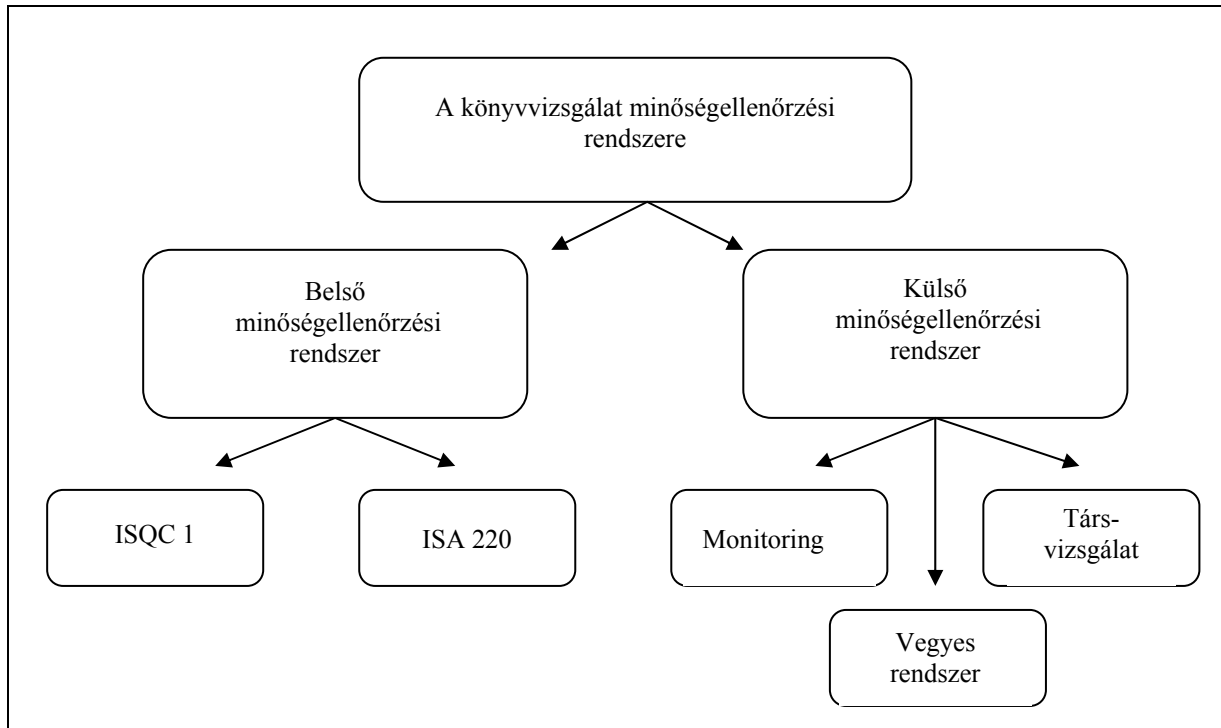 A könyvvizsgálat minőségellenőrzési
rendszere
Belső
minőségellenőrzési
rendszer
Külső
minőségellenőrzési
rendszer
ISQC 1
ISA 220
Monitoring
Társ-
vizsgálat
Vegyes
rendszer